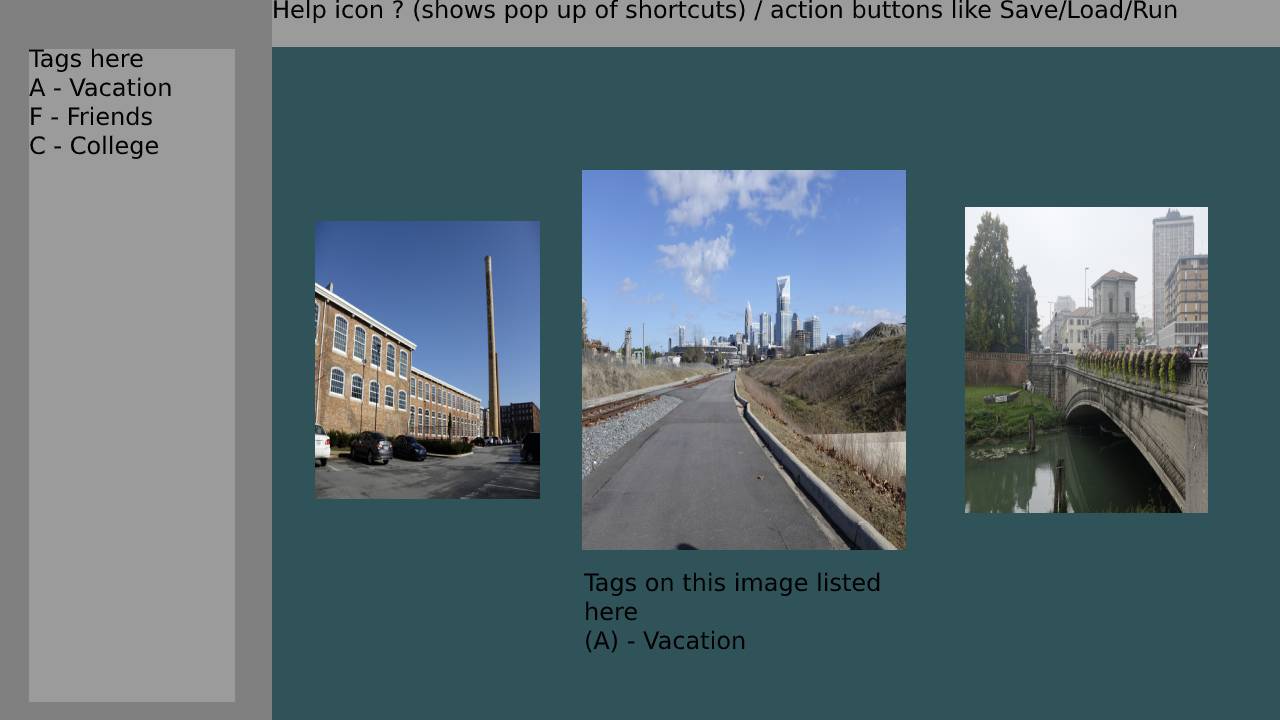 Help icon ? (shows pop up of shortcuts) / action buttons like Save/Load/Run
Tags here
A - Vacation
F - Friends
C - College
Tags on this image listed
here
(A) - Vacation